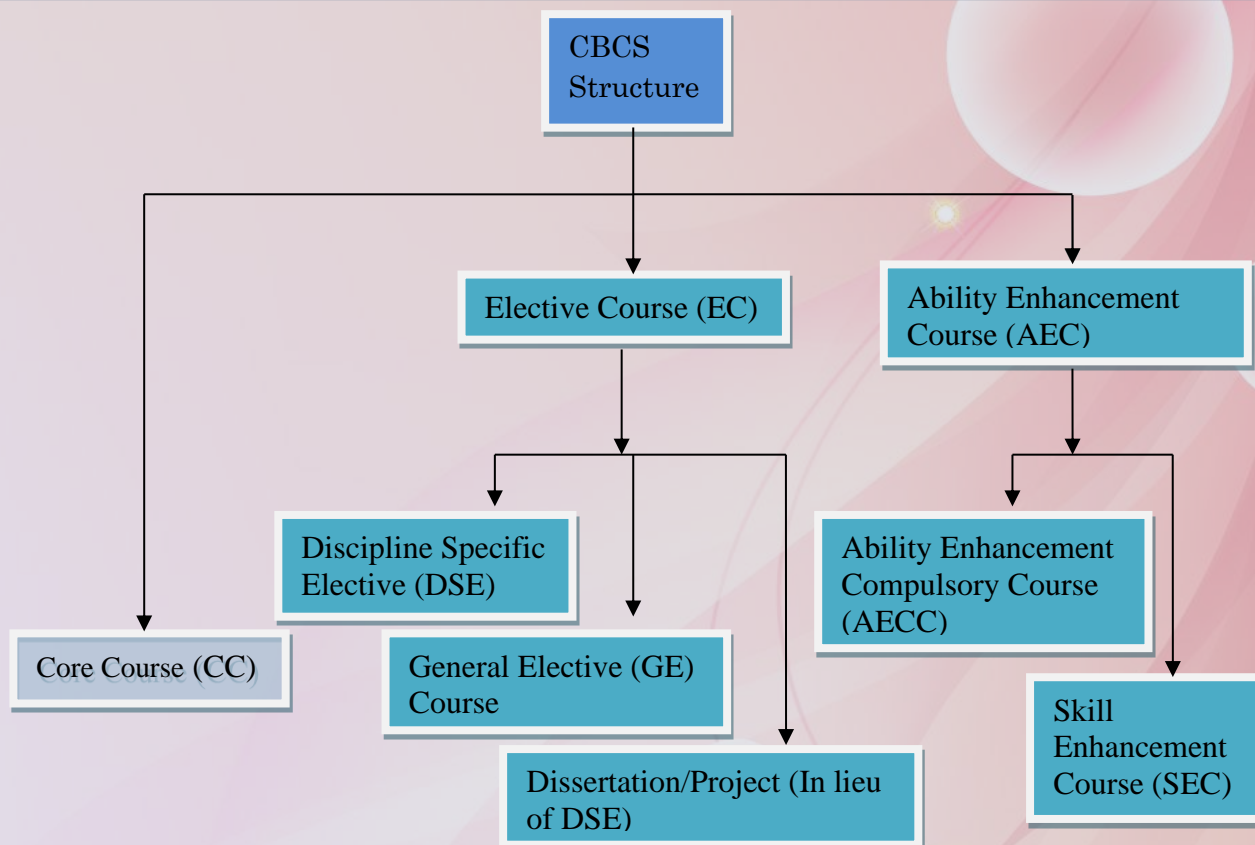 CBCS
Structure
Elective Course (EC)
Ability Enhancement
Course (AEC)
Discipline Specific
Elective (DSE)
Ability Enhancement
Compulsory Course
(AECC)
Core Course (CC)
General Elective (GE)
Course
Skill
Enhancement
Course (SEC)
Dissertation/Project (In lieu
of DSE)